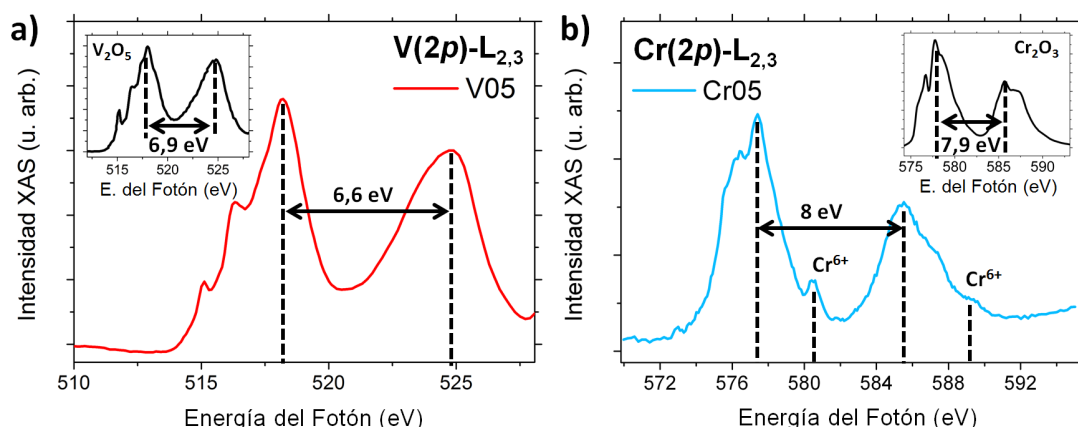 a)
V(2p)-L2,3
V05
Intensidad XAS (u. arb.)
6,6 eV
510 515 520 525
Energía del Fotón (eV)
V2O5
6,9 eV
515 520 525
E. del Fotón (eV)
b)
Cr(2p)-L2,3
Cr05
Intensidad XAS (u. arb.)
8 eV
Cr6+
Cr6+
572 576 580 584 588 592
Energía del Fotón (eV)
Cr2O3
7,9 eV
575 580 585 590
E. del Fotón (eV)